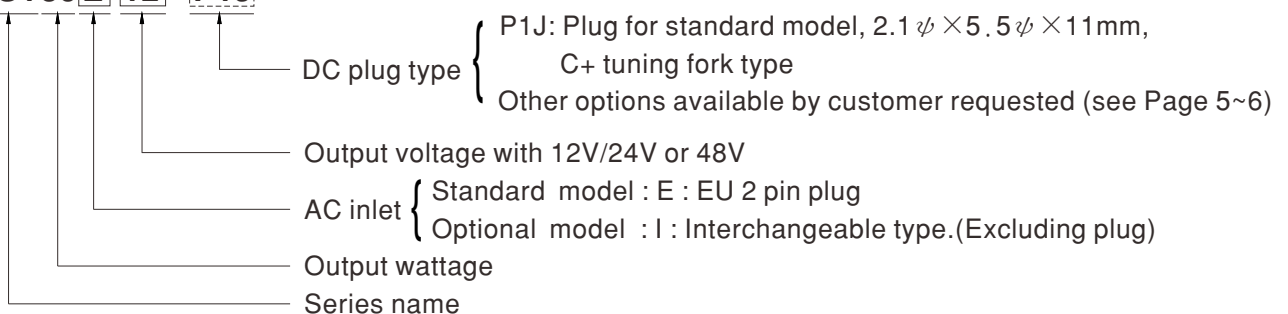 DC plug type
P1J: Plug for standard model, 2.1ψ×5.5ψ×11mm,
C+ tuning fork type
Other options available by customer requested (see Page 5~6)
Output voltage with 12V/24V or 48V
AC inlet
Standard model : E : EU 2 pin plug
Optional model : I : Interchangeable type.(Excluding plug)
Output wattage
Series name